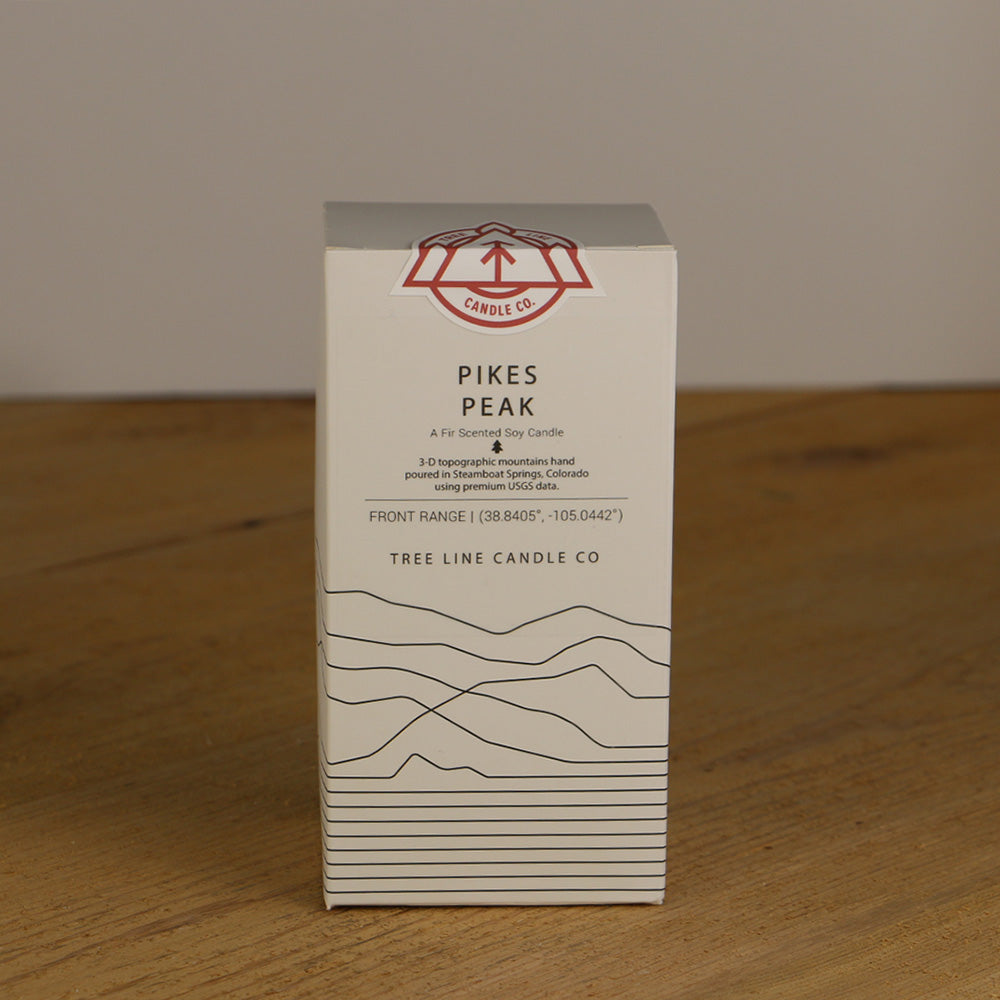 TREE LINE
CANDLE CO.
PIKES
PEAK
A Fir Scented Soy Candle
3-D topographic mountains hand
poured in Steamboat Springs, Colorado
using premium USGS data.
FRONT RANGE | (38.8405°, -105.0442°)
TREE LINE CANDLE CO